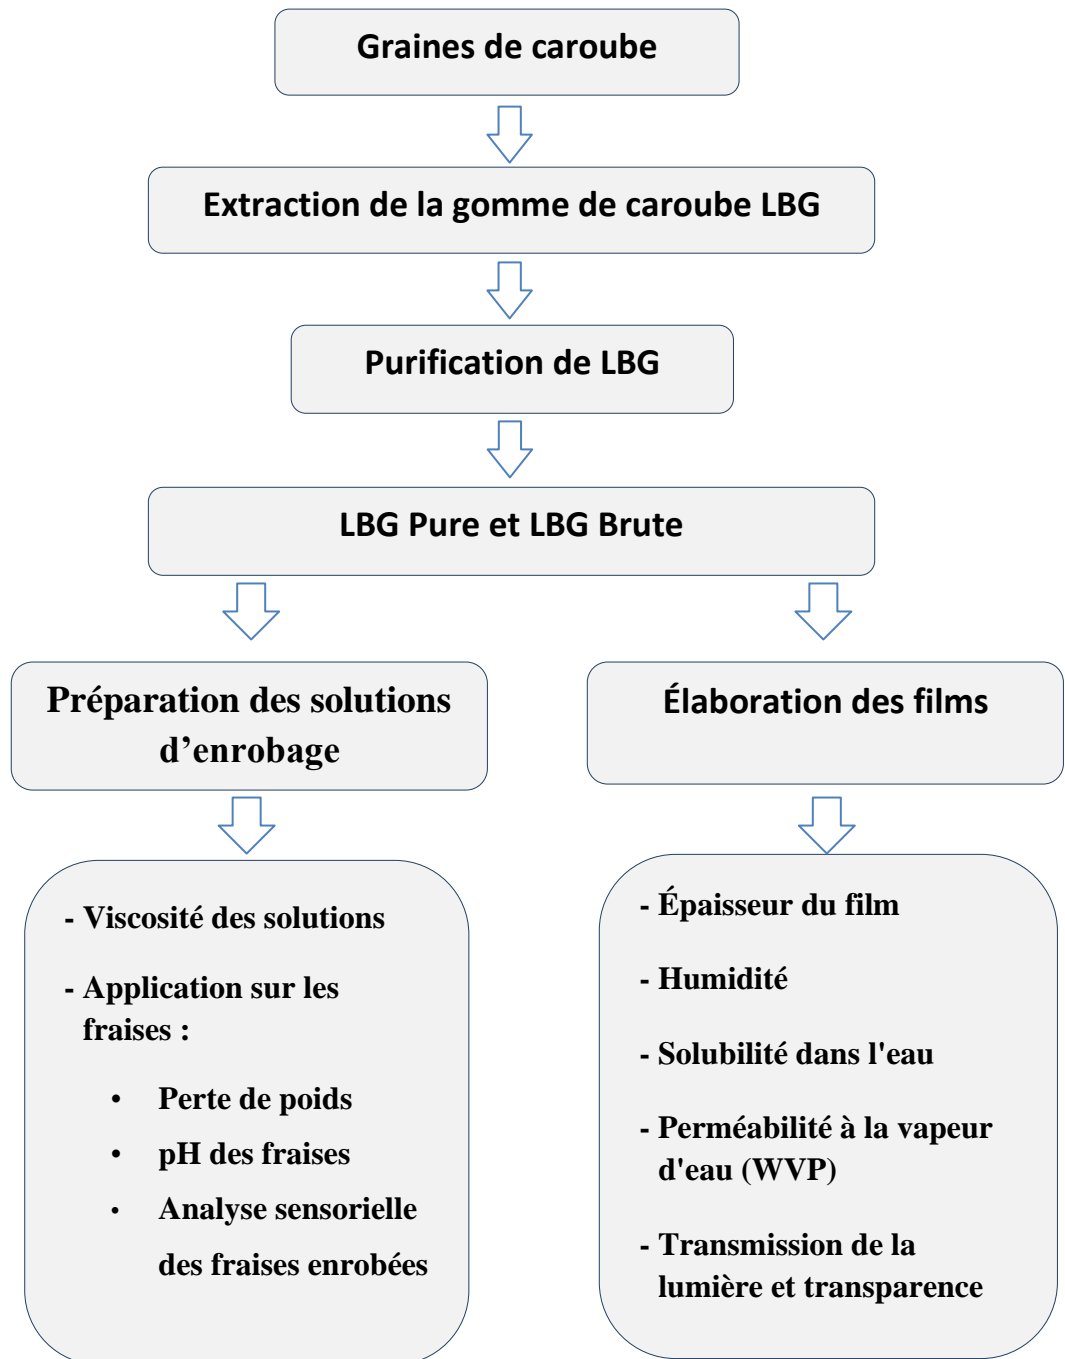 Graines de caroube
Extraction de la gomme de caroube LBG
Purification de LBG
LBG Pure et LBG Brute
Préparation des solutions
d’enrobage
- Viscosité des solutions
- Application sur les
fraises :
• Perte de poids
• pH des fraises
• Analyse sensorielle
des fraises enrobées
Élaboration des films
- Épaisseur du film
- Humidité
- Solubilité dans l'eau
- Perméabilité à la vapeur
d'eau (WVP)
- Transmission de la
lumière et transparence